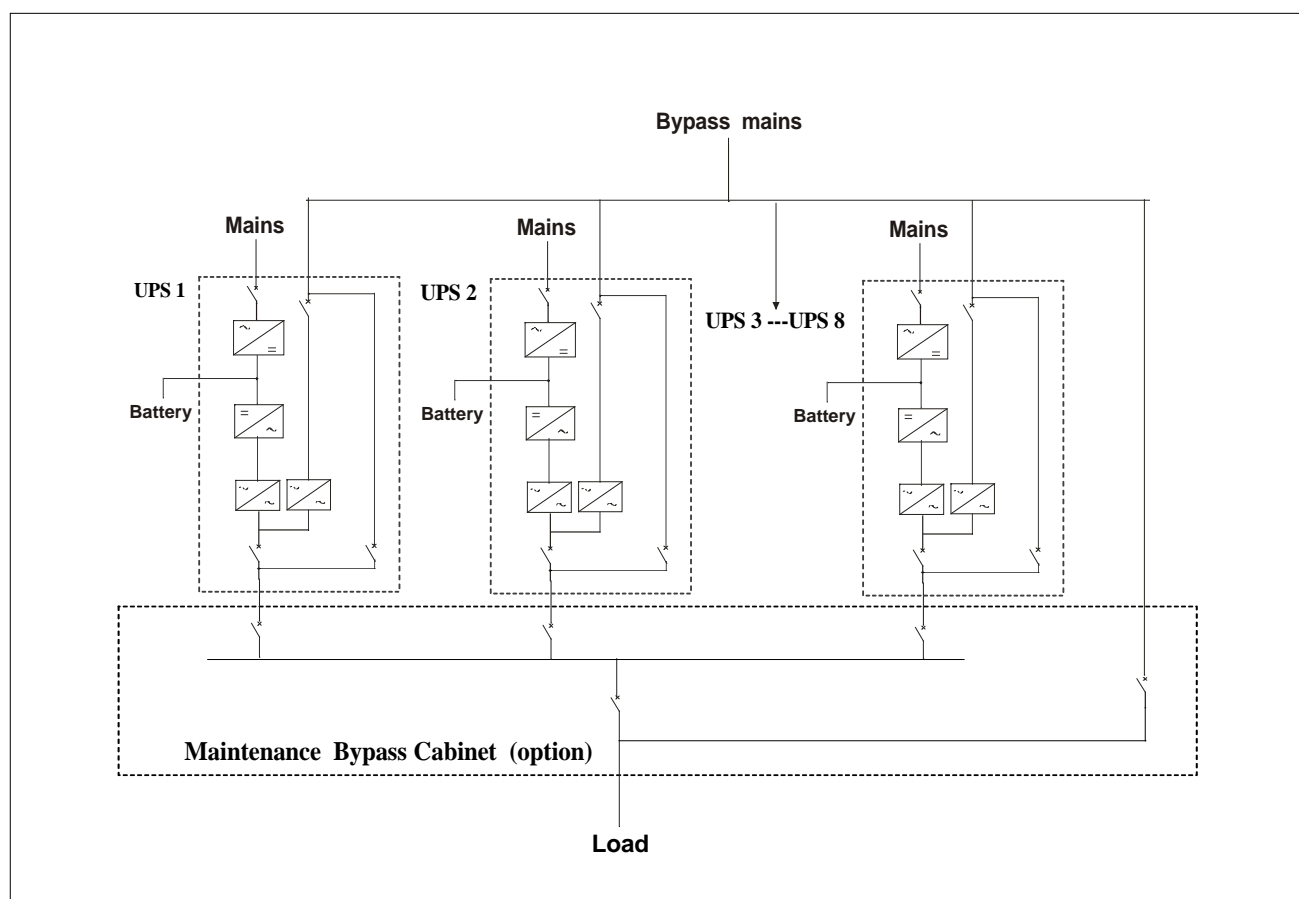 Bypass mains
Mains
Mains
Mains
UPS 1
UPS 2
UPS 3 ---UPS 8
Battery
Battery
Battery
Maintenance Bypass Cabinet (option)
Load